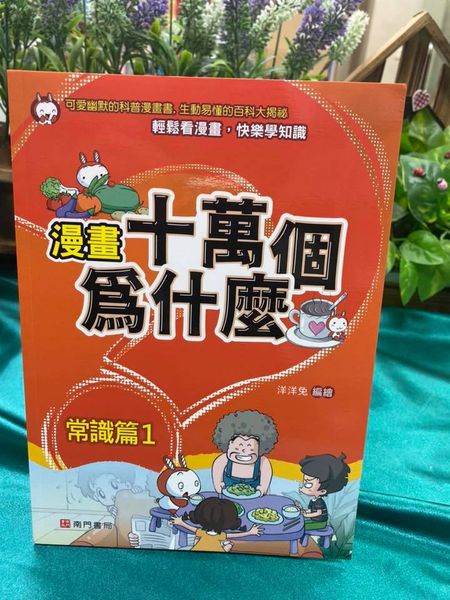 可愛幽默的科普漫畫書,生動易懂的百科大揭祕
輕鬆看漫畫,快樂學知識
漫畫
十萬個
爲什麼
洋洋兔 編繪
常識篇1
南門書局